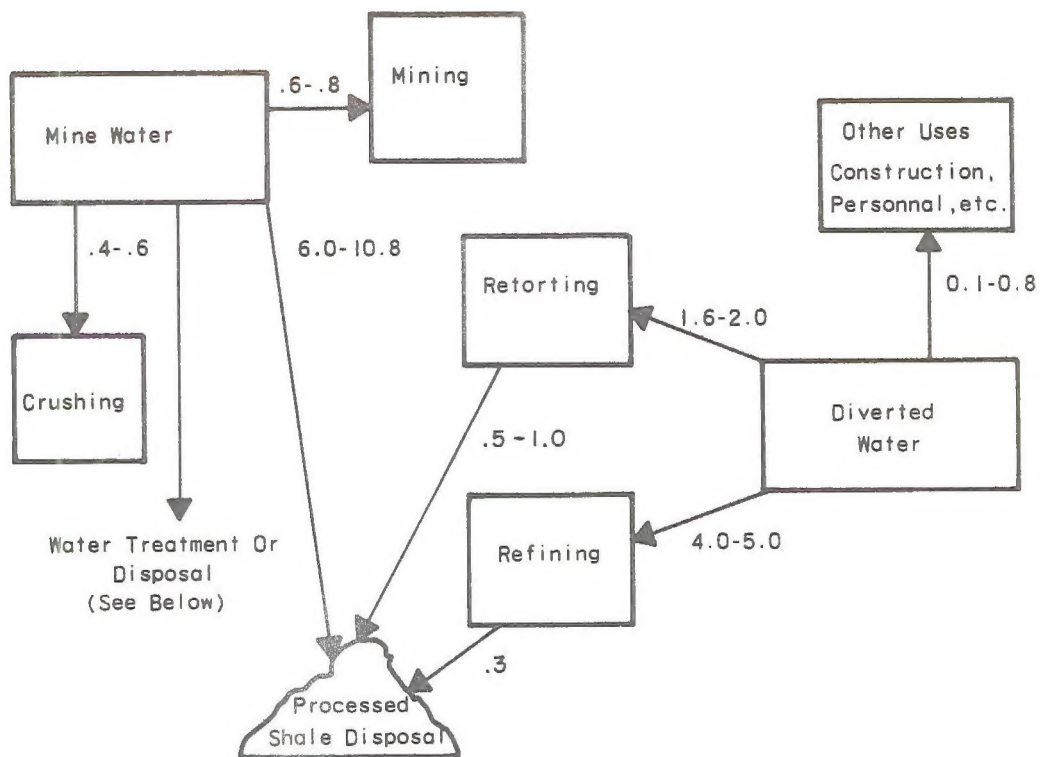 Mining
.6-.8
Mine Water
Other Uses
Construction,
Personnal,etc.
.4-.6
6.0-10.8
Retorting
0.1-0.8
1.6-2.0
Crushing
Diverted
Water
.5-1.0
Water Treatment Or
Disposal
(See Below)
Refining
4.0-5.0
.3
Processed
Shale Disposal